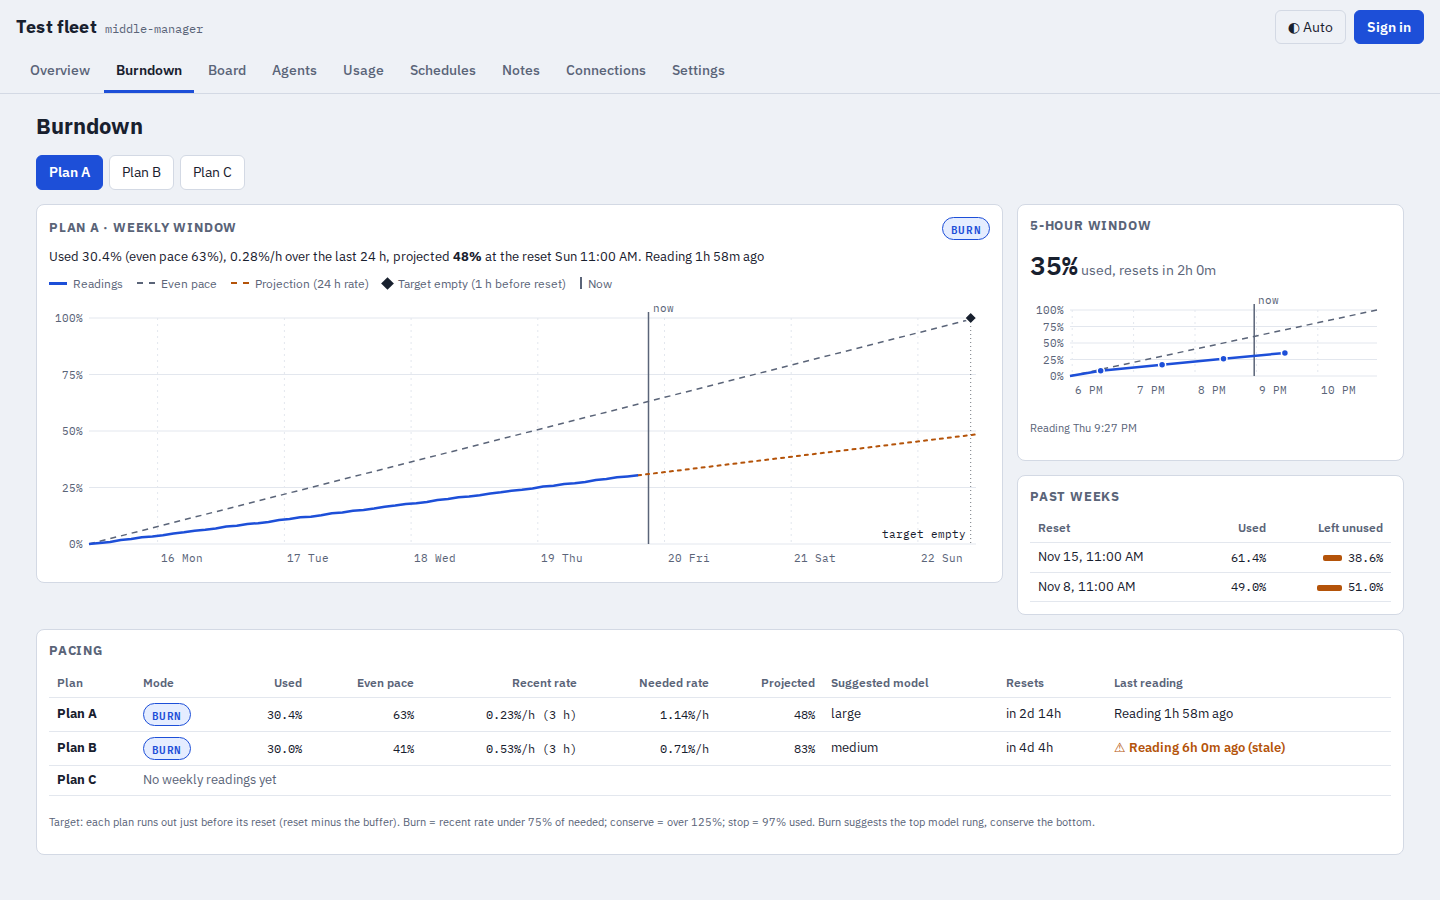 Test fleet middle-manager
◐ Auto
Sign in
Overview Burndown Board Agents Usage Schedules Notes Connections Settings
Burndown
Plan A Plan B Plan C
PLAN A · WEEKLY WINDOW
BURN
Used 30.4% (even pace 63%), 0.28%/h over the last 24 h, projected 48% at the reset Sun 11:00 AM. Reading 1h 58m ago
Readings Even pace Projection (24 h rate) Target empty (1 h before reset) Now
now
100%
75%
50%
25%
0%
target empty
16 Mon 17 Tue 18 Wed 19 Thu 20 Fri 21 Sat 22 Sun
5-HOUR WINDOW
35% used, resets in 2h 0m
now
100%
75%
50%
25%
0%
6 PM 7 PM 8 PM 9 PM 10 PM
Reading Thu 9:27 PM
PAST WEEKS
Reset Used Left unused
Nov 15, 11:00 AM 61.4% 38.6%
Nov 8, 11:00 AM 49.0% 51.0%
PACING
Plan Mode Used Even pace Recent rate Needed rate Projected Suggested model Resets Last reading
Plan A BURN 30.4% 63% 0.23%/h (3 h) 1.14%/h 48% large in 2d 14h Reading 1h 58m ago
Plan B BURN 30.0% 41% 0.53%/h (3 h) 0.71%/h 83% medium in 4d 4h ⚠ Reading 6h 0m ago (stale)
Plan C No weekly readings yet
Target: each plan runs out just before its reset (reset minus the buffer). Burn = recent rate under 75% of needed; conserve = over 125%; stop = 97% used. Burn suggests the top model rung, conserve the bottom.